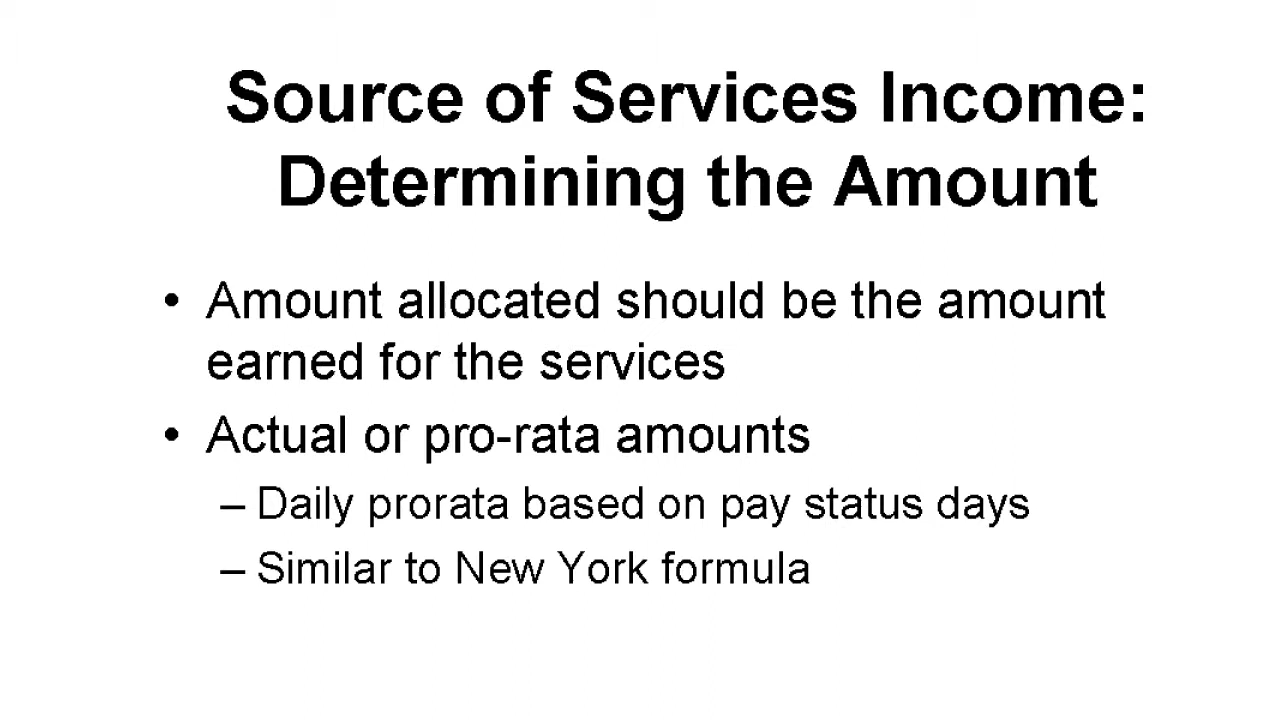 Source of Services Income:
Determining the Amount
• Amount allocated should be the amount
earned for the services
• Actual or pro-rata amounts
– Daily prorata based on pay status days
– Similar to New York formula